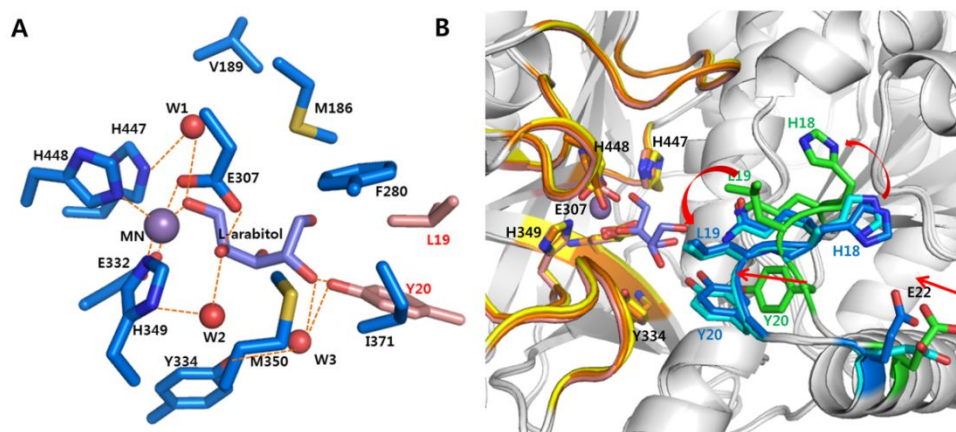 A
V189
W1
M186
H447
H448
E307
F280
MN
L-arabitol
L19
E332
Y20
H349
W2
I371
Y334
M350
W3
B
H18
H448
H447
L19
E307
H349
L19
H18
E22
Y20
Y334
Y20